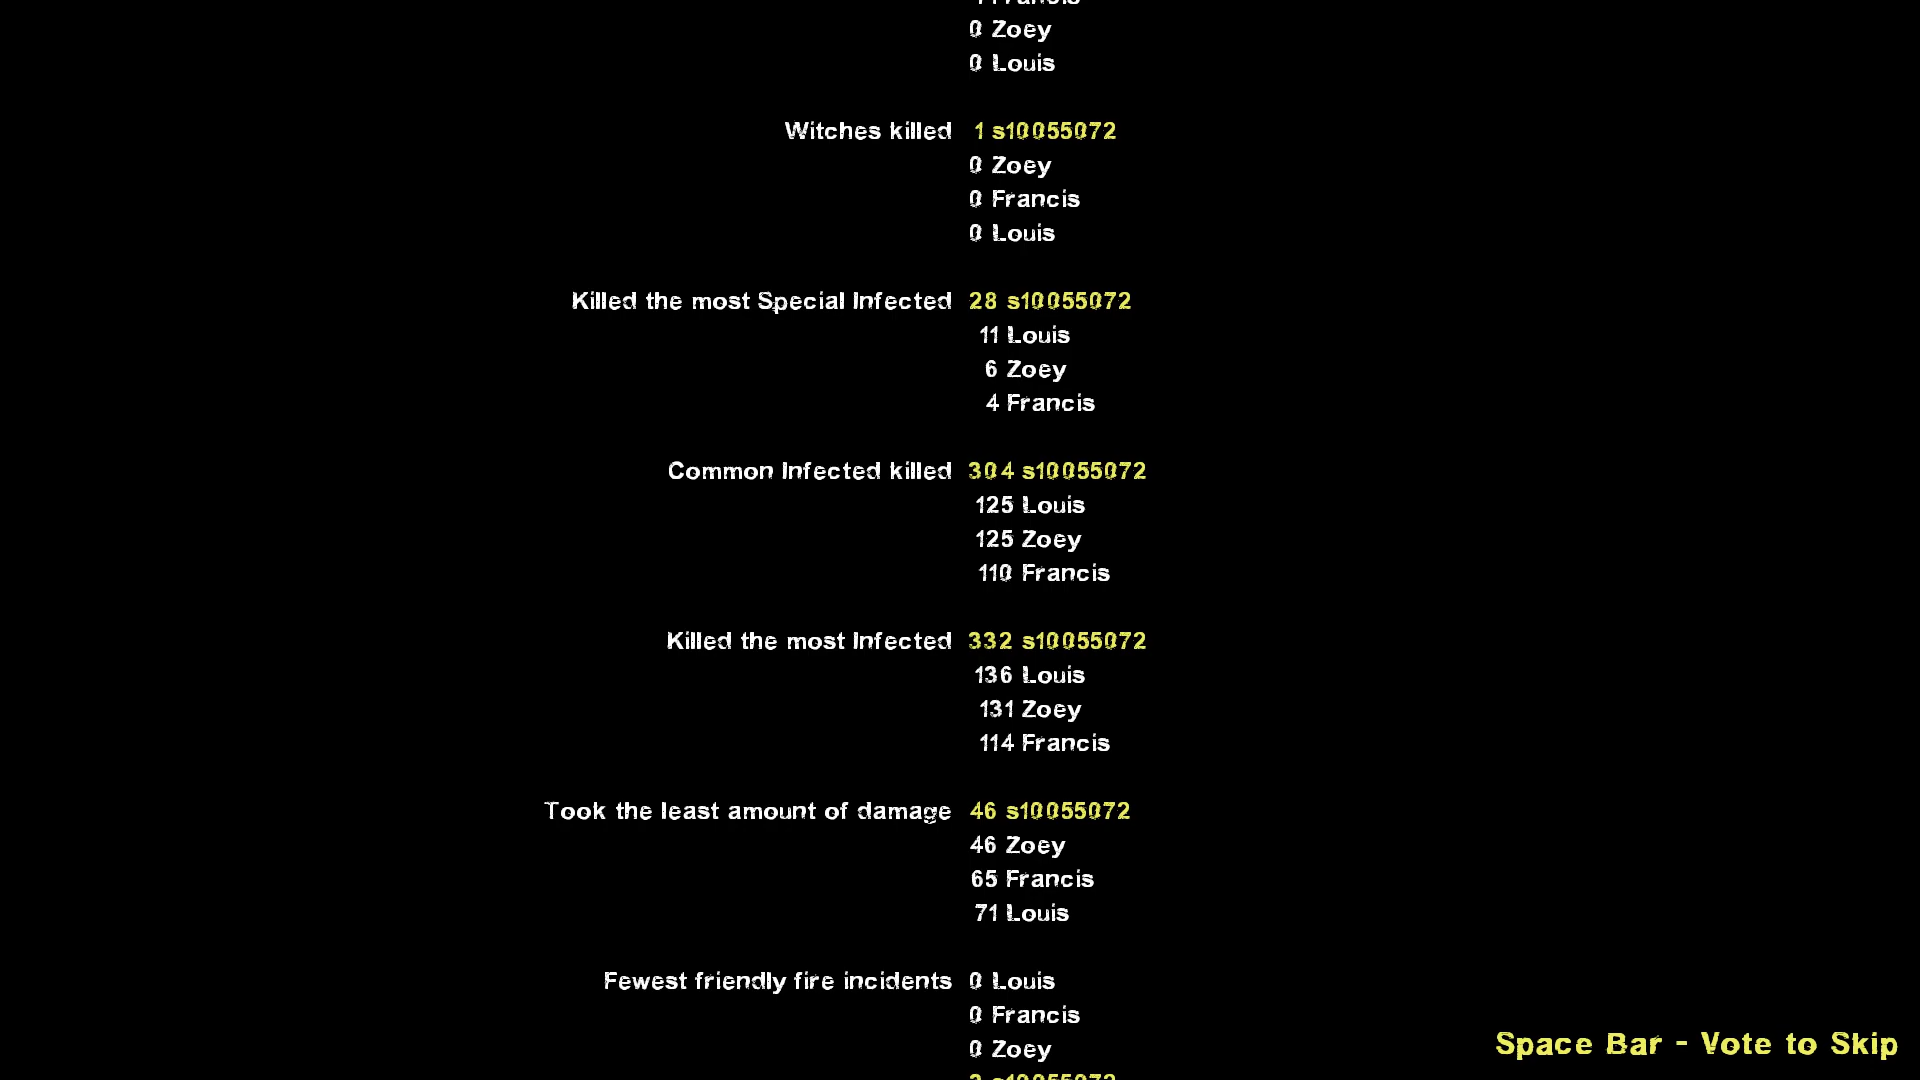 Francis
0 Zoey
0 Louis
Witches killed 1 s10055072
0 Zoey
0 Francis
0 Louis
Killed the most Special Infected 28 s10055072
11 Louis
6 Zoey
4 Francis
Common Infected killed 304 s10055072
125 Louis
125 Zoey
110 Francis
Killed the most Infected 332 s10055072
136 Louis
131 Zoey
114 Francis
Took the least amount of damage 46 s10055072
46 Zoey
65 Francis
71 Louis
Fewest friendly fire incidents 0 Louis
0 Francis
0 Zoey
s10055072
Space Bar - Vote to Skip